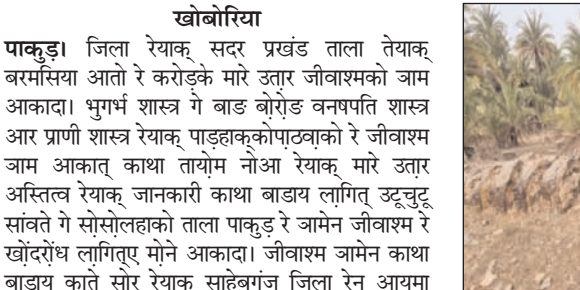 खोबोरिया
पाकुड़। जिला रेयाक् सदर प्रखंड ताला तेयाक्
बरमसिया आतो रे करोड़के मारे उता़र जीवाश्मको ञाम
आकादा। भुगर्भ शास्त्र गे बाङ बो़रो़ङ वनषपति शास्त्र
आर प्राणी शास्त्र रेयाक् पाड़हाक्कोपाठवा़को रे जीवाश्म
ञाम आकात् काथा तायो़म नोआ रेयाक् मारे उता़र
अस्तित्व रेयाक् जानकारी काथा बाडाय ला़गित् उटूचुटू
सांवते गे सो़सो़लहाको ताला पाकुड़ रे ञामेन जीवाश्म रे
खों़दरों़ध ला़गित्ए मो़ने आकादा। जीवाश्म ञामेन काथा
बाडाय काते सोर रेयाक् साहेबगंज जिला रेन आयमा